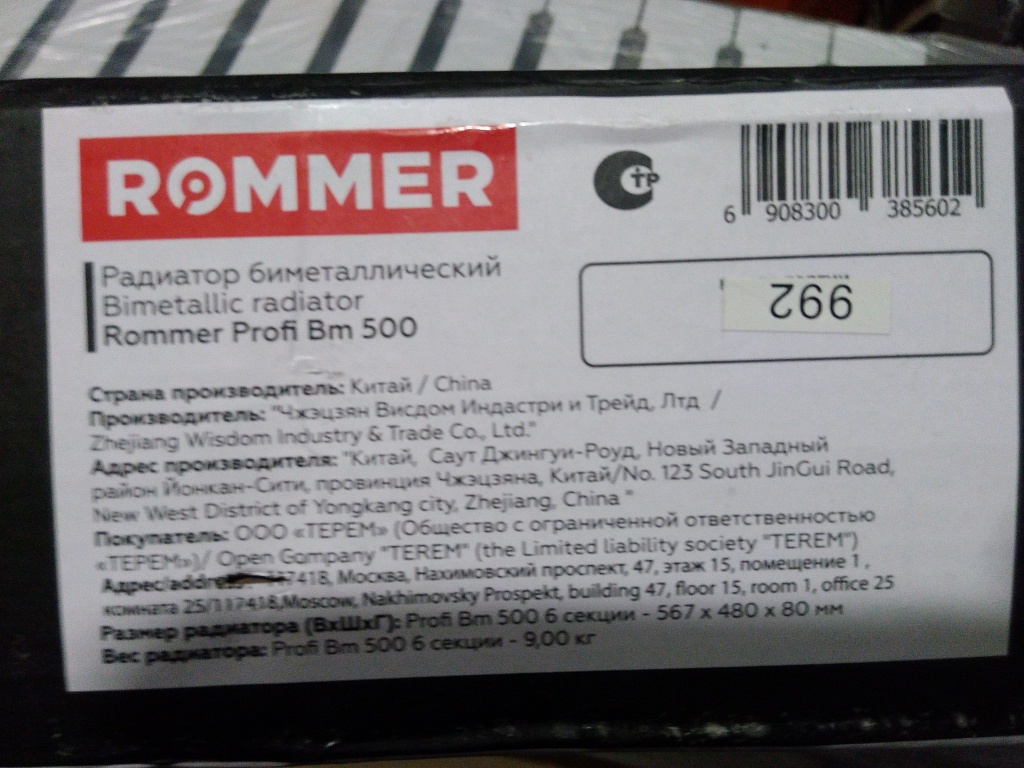 ROMMER
ТР
6 908300 385602
Радиатор биметаллический
Bimetallic radiator
Rommer Profi Bm 500
992
Страна производитель: Китай / China
Производитель: "Чжэцзян Висдом Индастри и Трейд, Лтд /
Zhejiang Wisdom Industry & Trade Co., Ltd."
Адрес производителя: "Китай, Саут Джингуи-Роуд, Новый Западный
район Йонкан-Сити, провинция Чжэцзяна, Китай/No. 123 South JinGui Road,
New West District of Yongkang city, Zhejiang, China "
Покупатель: ООО «ТЕРЕМ» (Общество с ограниченной ответственностью
«ТЕРЕМ»)/ Open Gompany "TEREM" (the Limited liability society "TEREM")
Адрес/addre 7418, Москва, Нахимовский проспект, 47, этаж 15, помещение 1 ,
комната 25/117418,Moscow, Nakhimovsky Prospekt, building 47, floor 15, room 1, office 25
Размер радиатора (ВхШхГ): Profi Bm 500 6 секции - 567 x 480 x 80 мм
Вес радиатора: Profi Bm 500 6 секции - 9,00 кг